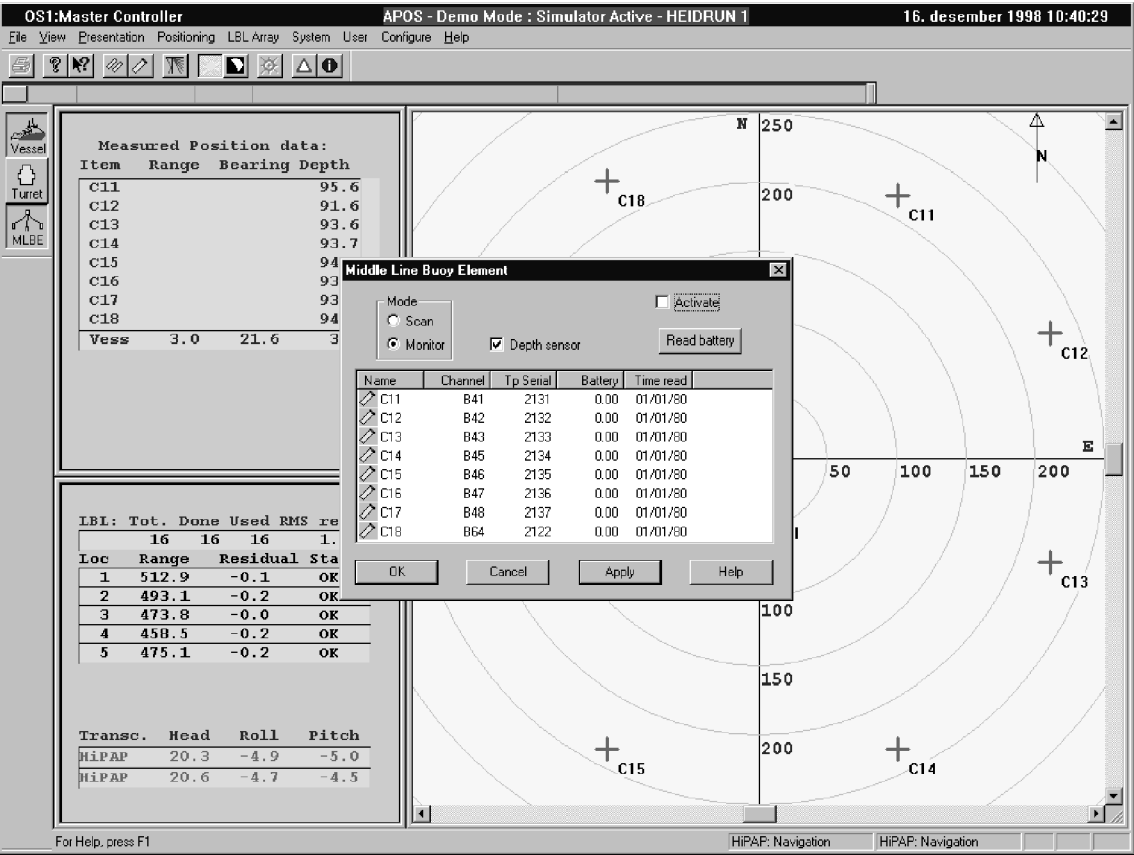 OS1:Master Controller APOS - Demo Mode : Simulator Active - HEIDRUN 1 16. desember 1998 10:40:29
File View Presentation Positioning LBL Array System User Configure Help
Vessel
Turret
MLBE
Measured Position data:
Item Range Bearing Depth
C11 95.6
C12 91.6
C13 93.6
C14 93.7
C15 94
C16 93
C17 93
C18 94
Vess 3.0 21.6 3
LBL: Tot. Done Used RMS re
16 16 16 1.
Loc Range Residual Sta
1 512.9 -0.1 OK
2 493.1 -0.2 OK
3 473.8 -0.0 OK
4 458.5 -0.2 OK
5 475.1 -0.2 OK
Transc. Head Roll Pitch
HiPAP 20.3 -4.9 -5.0
HiPAP 20.6 -4.7 -4.5
Middle Line Buoy Element
Mode
Scan
Monitor
Depth sensor
Activate
Read battery
Name Channel Tp Serial Battery Time read
C11 B41 2131 0.00 01/01/80
C12 B42 2132 0.00 01/01/80
C13 B43 2133 0.00 01/01/80
C14 B45 2134 0.00 01/01/80
C15 B46 2135 0.00 01/01/80
C16 B47 2136 0.00 01/01/80
C17 B48 2137 0.00 01/01/80
C18 B64 2122 0.00 01/01/80
OK Cancel Apply Help
N 250
N
C18
200
C11
C12
E
50 100 150 200
C13
100
150
200
C15
C14
For Help, press F1 HiPAP: Navigation HiPAP: Navigation